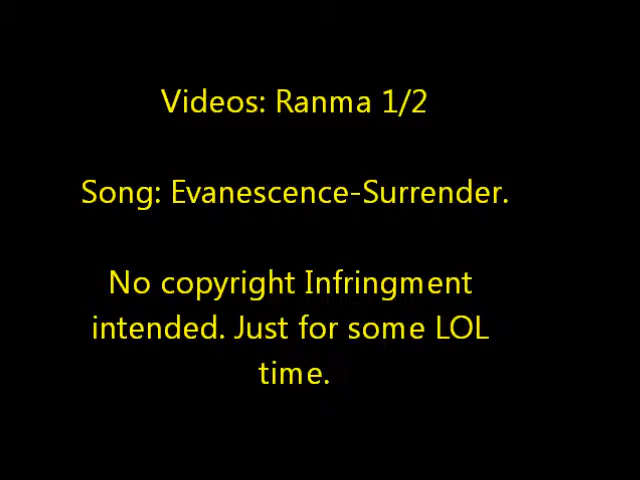 Videos: Ranma 1/2
Song: Evanescence-Surrender.
No copyright Infringment
intended. Just for some LOL
time.